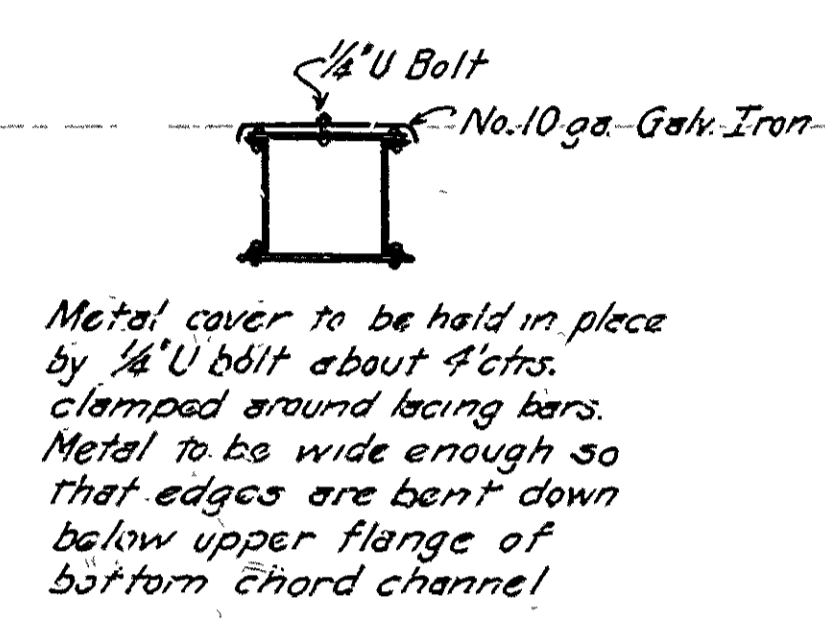 1/4" U Bolt
No. 10 ga. Galv. Iron
Metal cover to be held in place
by 1/4" U bolt about 4' ctrs.
clamped around lacing bars.
Metal to be wide enough so
that edges are bent down
below upper flange of
bottom chord channel